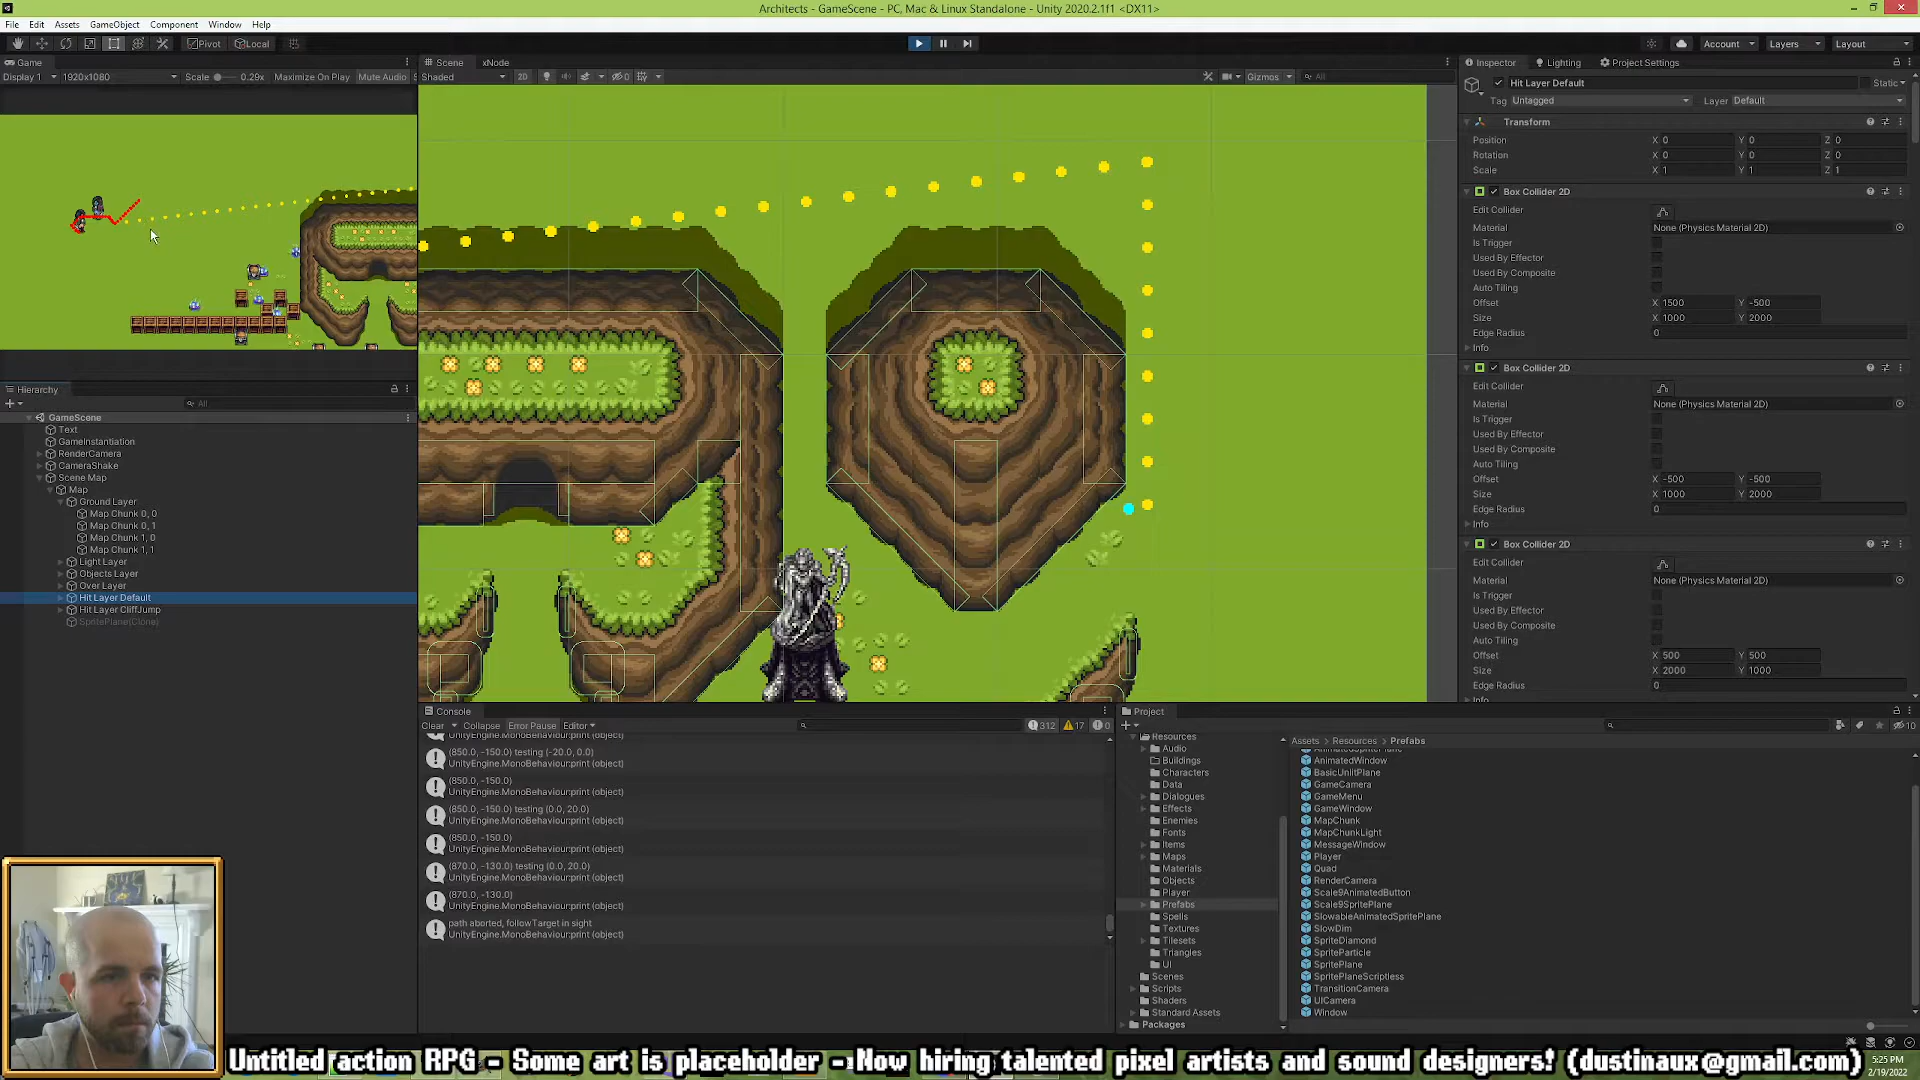 Architects - GameScene - PC, Mac & Linux Standalone - Unity 2020.2.1f1 <DX11>
File Edit Assets GameObject Component Window Help
Pivot Local
Account Layers Layout
Game
Display 1 1920x1080 Scale 0.29x Maximize On Play Mute Audio
Scene xNode
Shaded 2D 0 Gizmos All
Hierarchy
All
GameScene
Text
GameInstantiation
RenderCamera
CameraShake
Scene Map
Map
Ground Layer
Map Chunk 0, 0
Map Chunk 0, 1
Map Chunk 1, 0
Map Chunk 1, 1
Light Layer
Objects Layer
Over Layer
Hit Layer Default
Hit Layer CliffJump
SpritePlane(Clone)
Inspector Lighting Project Settings
Hit Layer Default Static
Tag Untagged Layer Default
Transform
Position X 0 Y 0 Z 0
Rotation X 0 Y 0 Z 0
Scale X 1 Y 1 Z 1
Box Collider 2D
Edit Collider
Material None (Physics Material 2D)
Is Trigger
Used By Effector
Used By Composite
Auto Tiling
Offset X 1500 Y -500
Size X 1000 Y 2000
Edge Radius 0
Info
Box Collider 2D
Edit Collider
Material None (Physics Material 2D)
Is Trigger
Used By Effector
Used By Composite
Auto Tiling
Offset X -500 Y -500
Size X 1000 Y 2000
Edge Radius 0
Info
Box Collider 2D
Edit Collider
Material None (Physics Material 2D)
Is Trigger
Used By Effector
Used By Composite
Auto Tiling
Offset X 500 Y 500
Size X 2000 Y 1000
Edge Radius 0
Info
Console
Clear Collapse Error Pause Editor 312 17 0
UnityEngine.MonoBehaviour:print (object)
(850.0, -150.0) testing (-20.0, 0.0)
UnityEngine.MonoBehaviour:print (object)
(850.0, -150.0)
UnityEngine.MonoBehaviour:print (object)
(850.0, -150.0) testing (0.0, 20.0)
UnityEngine.MonoBehaviour:print (object)
(850.0, -150.0)
UnityEngine.MonoBehaviour:print (object)
(870.0, -130.0) testing (0.0, 20.0)
UnityEngine.MonoBehaviour:print (object)
(870.0, -130.0)
UnityEngine.MonoBehaviour:print (object)
path aborted, followTarget in sight
UnityEngine.MonoBehaviour:print (object)
Project
10
Resources
Audio
Buildings
Characters
Data
Dialogues
Effects
Enemies
Fonts
Items
Maps
Materials
Objects
Player
Prefabs
Spells
Textures
Tilesets
Triangles
UI
Scenes
Scripts
Shaders
Standard Assets
Packages
Assets Resources Prefabs
AnimatedSpritePlane
AnimatedWindow
BasicUnlitPlane
GameCamera
GameMenu
GameWindow
MapChunk
MapChunkLight
MessageWindow
Player
Quad
RenderCamera
Scale9AnimatedButton
Scale9SpritePlane
SlowableAnimatedSpritePlane
SlowDim
SpriteDiamond
SpriteParticle
SpritePlane
SpritePlaneScriptless
TransitionCamera
UICamera
Window
Untitled action RPG - Some art is placeholder - Now hiring talented pixel artists and sound designers! (dustinaux@gmail.com)
5:25 PM
2/19/2022